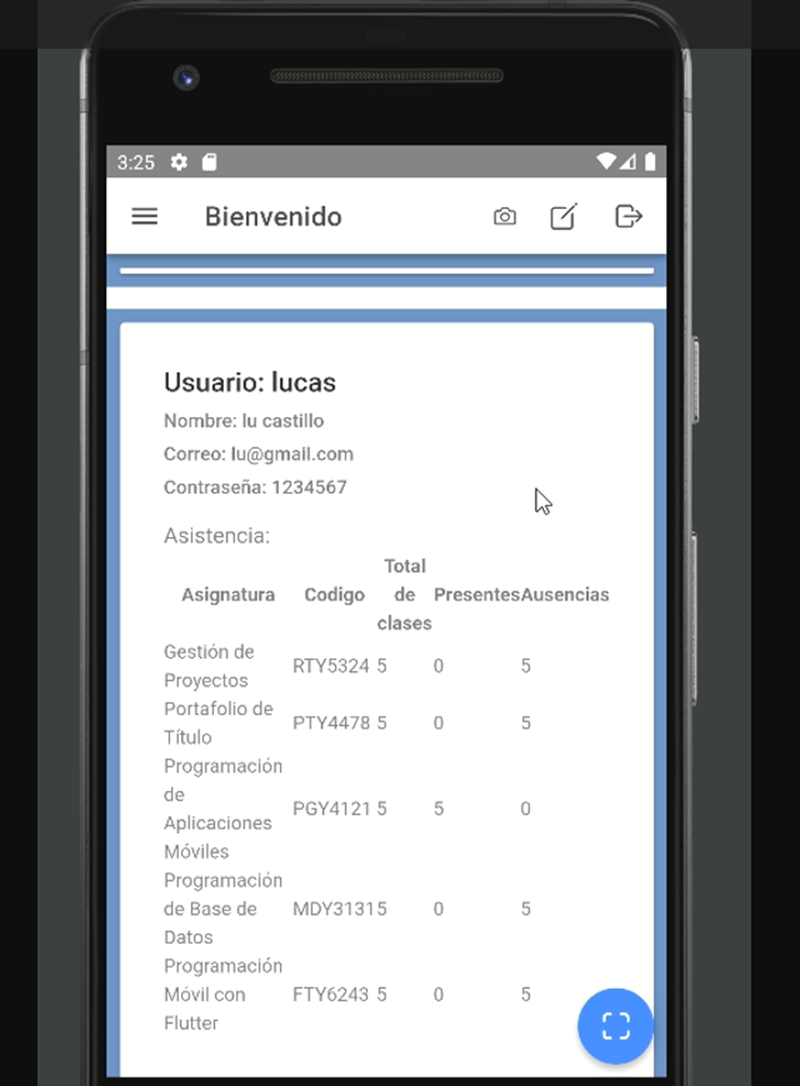 3:25
Bienvenido
Usuario: lucas
Nombre: lu castillo
Correo: lu@gmail.com
Contraseña: 1234567
Asistencia:
Asignatura Codigo Total de clases Presentes Ausencias
Gestión de Proyectos RTY5324 5 0 5
Portafolio de Título PTY4478 5 0 5
Programación de Aplicaciones Móviles PGY4121 5 5 0
Programación de Base de Datos MDY3131 5 0 5
Programación Móvil con Flutter FTY6243 5 0 5